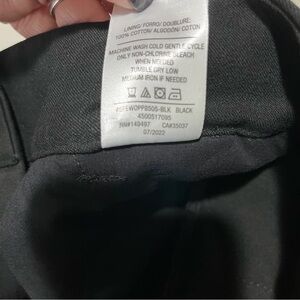 LINING/FORRO/DOUBLURE:
100% COTTON/ALGODÓN/COTON
MACHINE WASH COLD GENTLE CYCLE
ONLY NON-CHLORINE BLEACH
WHEN NEEDED
TUMBLE DRY LOW
MEDIUM IRON IF NEEDED
BLACK
4500517095
RN#140497 CA#35037
07/2022